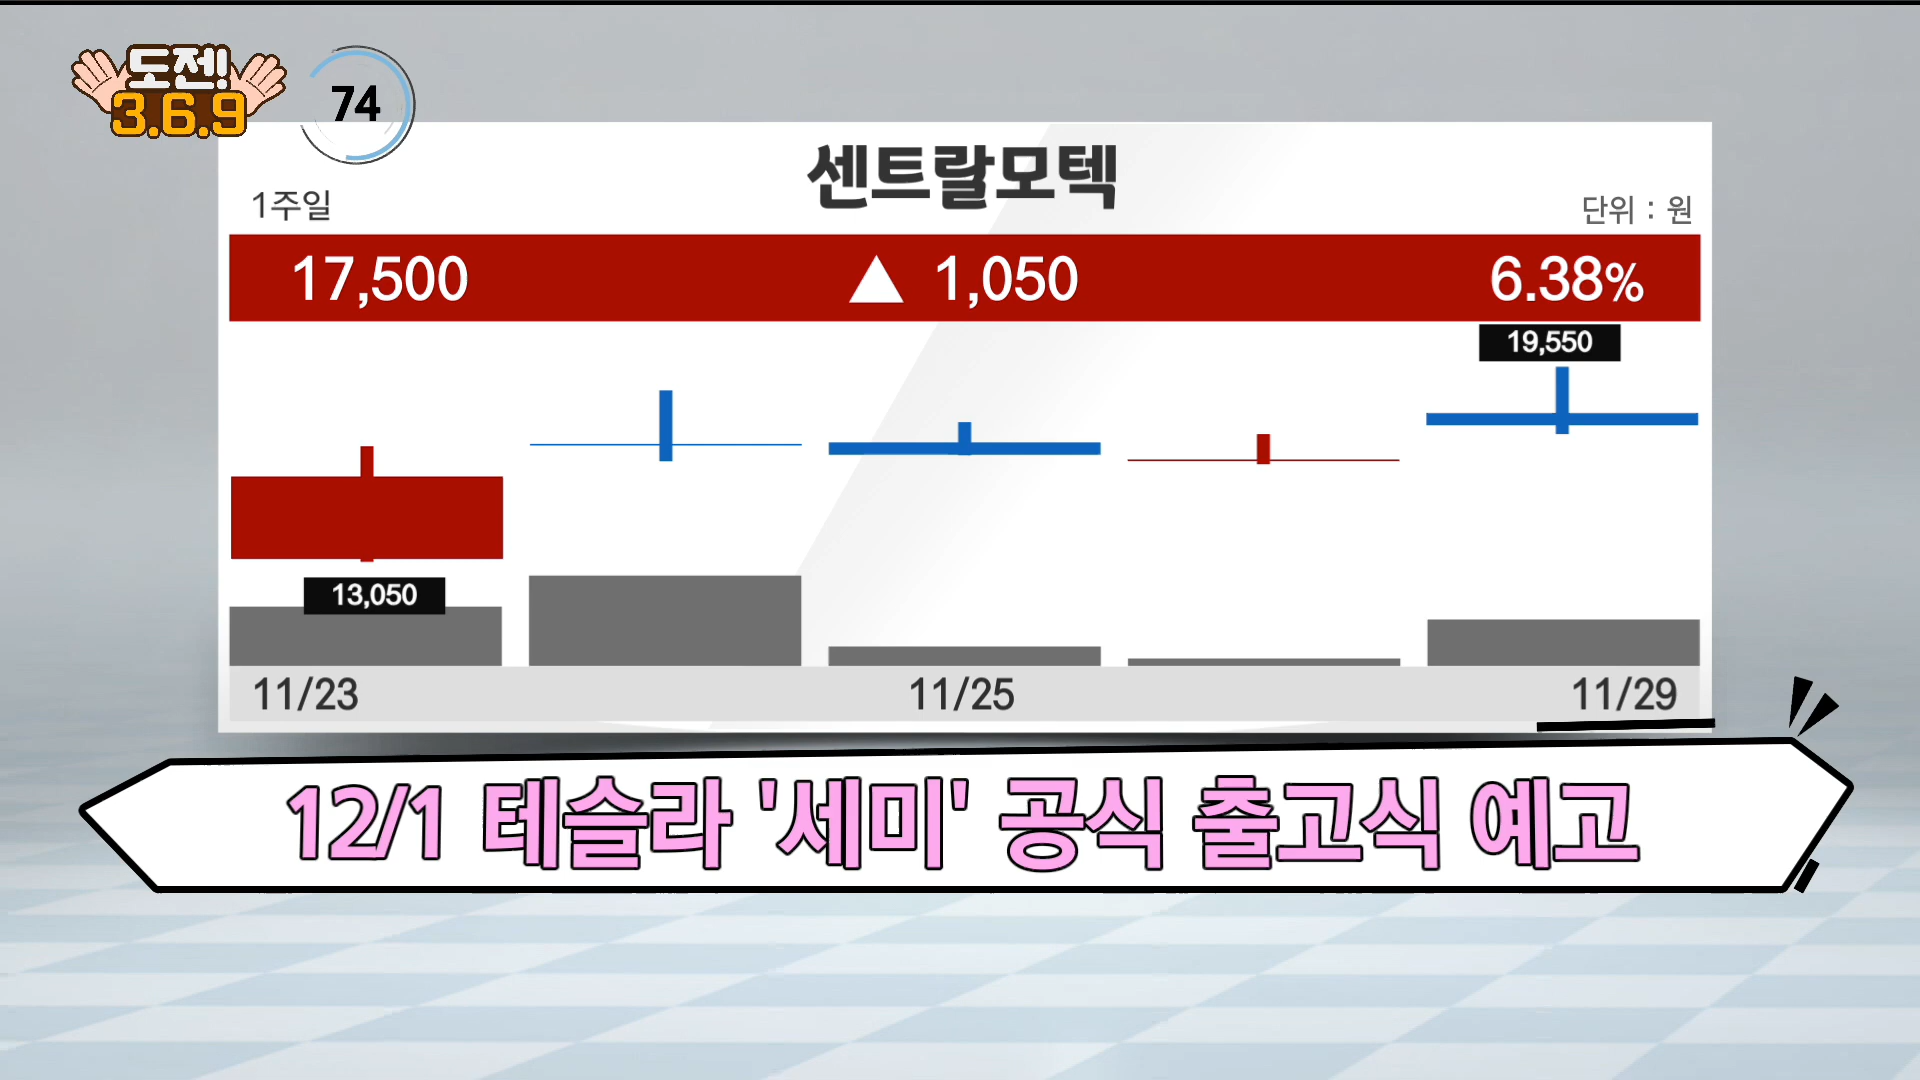 도젠!
3.6.9
74
센트랄모텍
1주일
단위 : 원
17,500 ▲ 1,050 6.38%
19,550
13,050
11/23 11/25 11/29
12/1 테슬라 '세미' 공식 출고식 예고